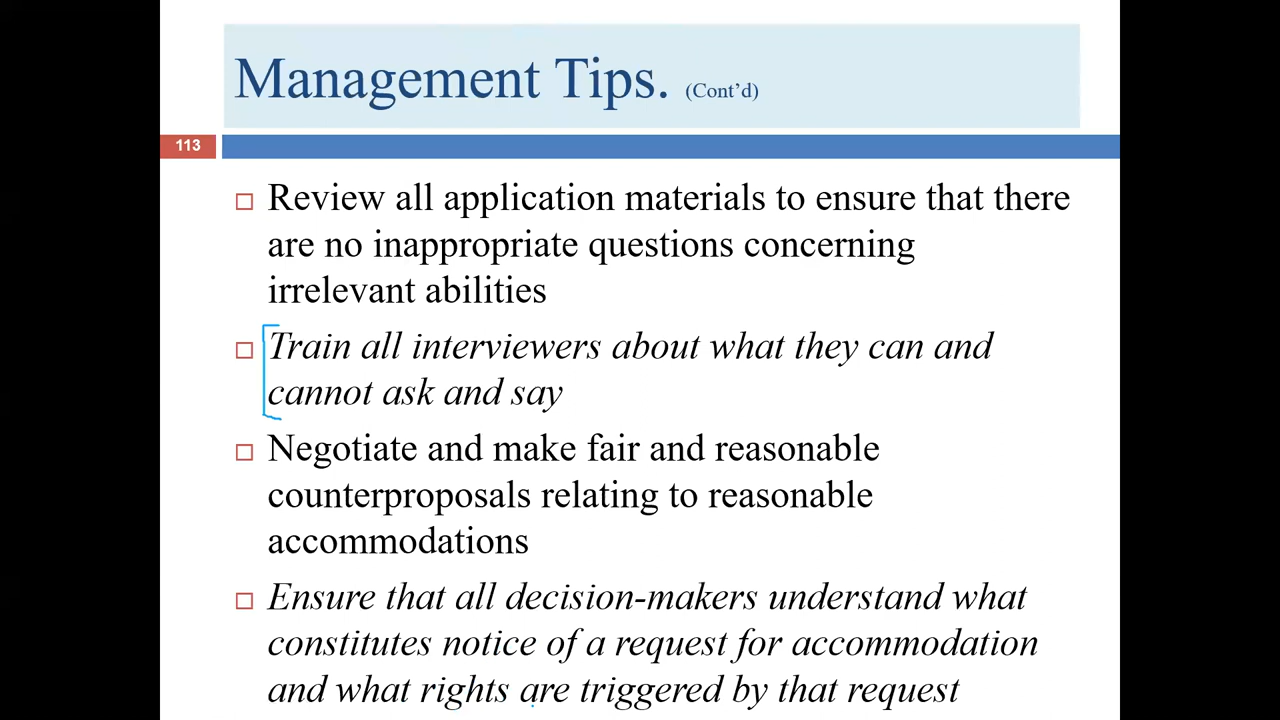 Management Tips. (Cont’d)
113
Review all application materials to ensure that there
are no inappropriate questions concerning
irrelevant abilities
Train all interviewers about what they can and
cannot ask and say
Negotiate and make fair and reasonable
counterproposals relating to reasonable
accommodations
Ensure that all decision-makers understand what
constitutes notice of a request for accommodation
and what rights are triggered by that request